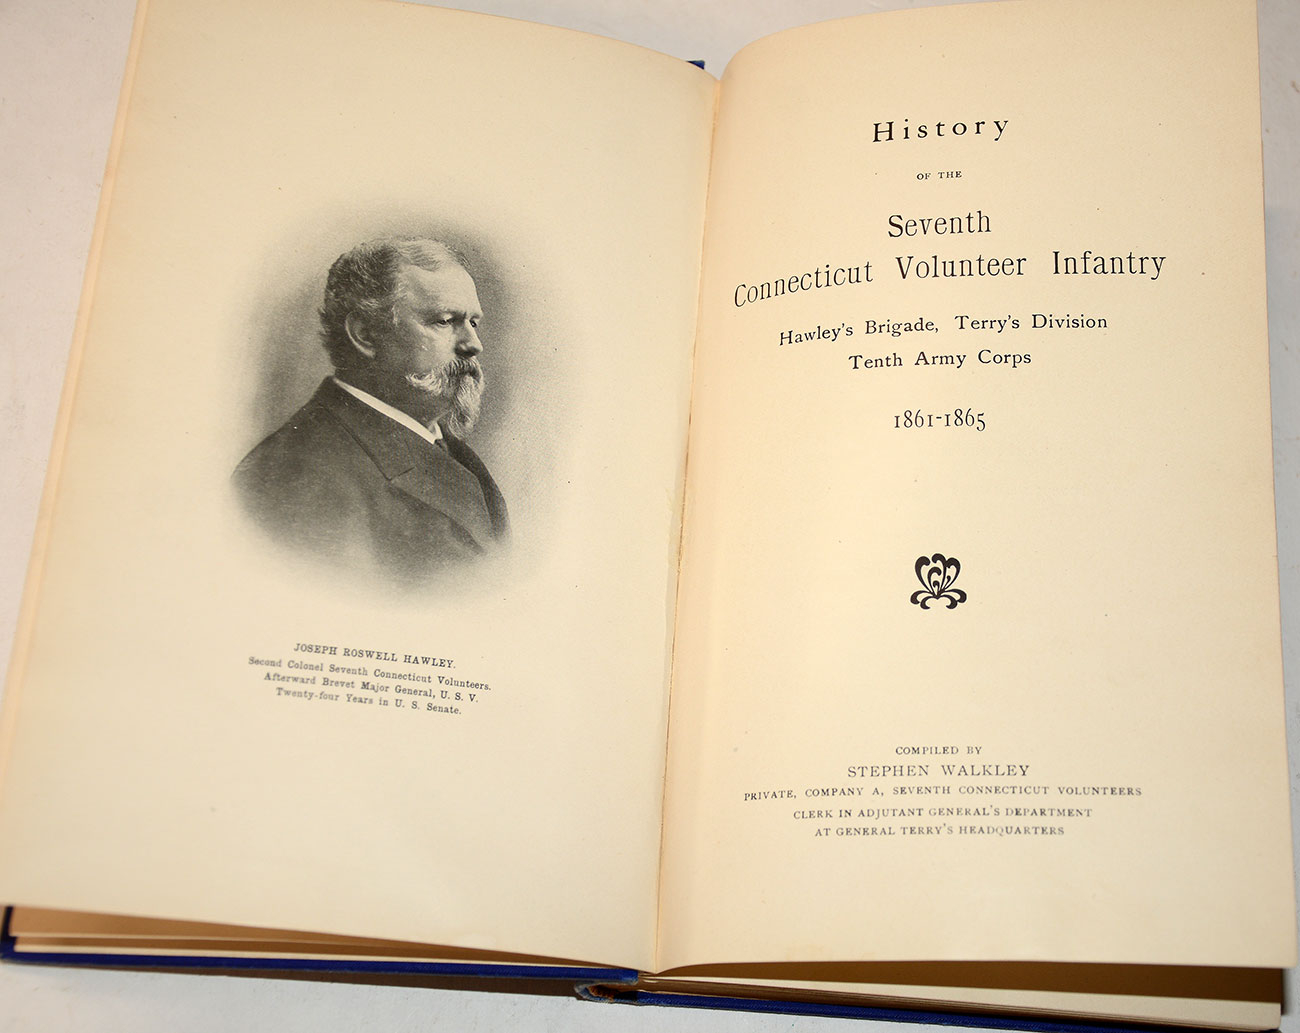 JOSEPH ROSWELL HAWLEY.
Second Colonel Seventh Connecticut Volunteers.
Afterward Brevet Major General, U. S. V.
Twenty-four Years in U. S. Senate.
History
OF THE
Seventh
Connecticut Volunteer Infantry
Hawley's Brigade, Terry's Division
Tenth Army Corps
1861-1865
COMPILED BY
STEPHEN WALKLEY
PRIVATE, COMPANY A, SEVENTH CONNECTICUT VOLUNTEERS
CLERK IN ADJUTANT GENERAL'S DEPARTMENT
AT GENERAL TERRY'S HEADQUARTERS